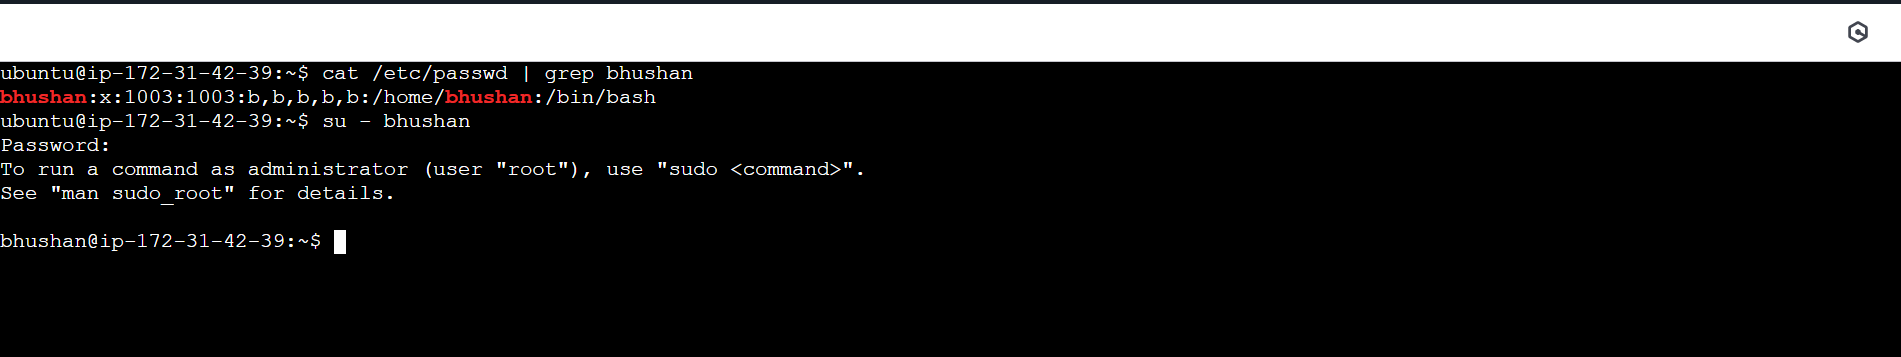 ubuntu@ip-172-31-42-39:~$ cat /etc/passwd | grep bhushan
bhushan:x:1003:1003:b,b,b,b,b:/home/bhushan:/bin/bash
ubuntu@ip-172-31-42-39:~$ su - bhushan
Password:
To run a command as administrator (user "root"), use "sudo <command>".
See "man sudo_root" for details.
bhushan@ip-172-31-42-39:~$